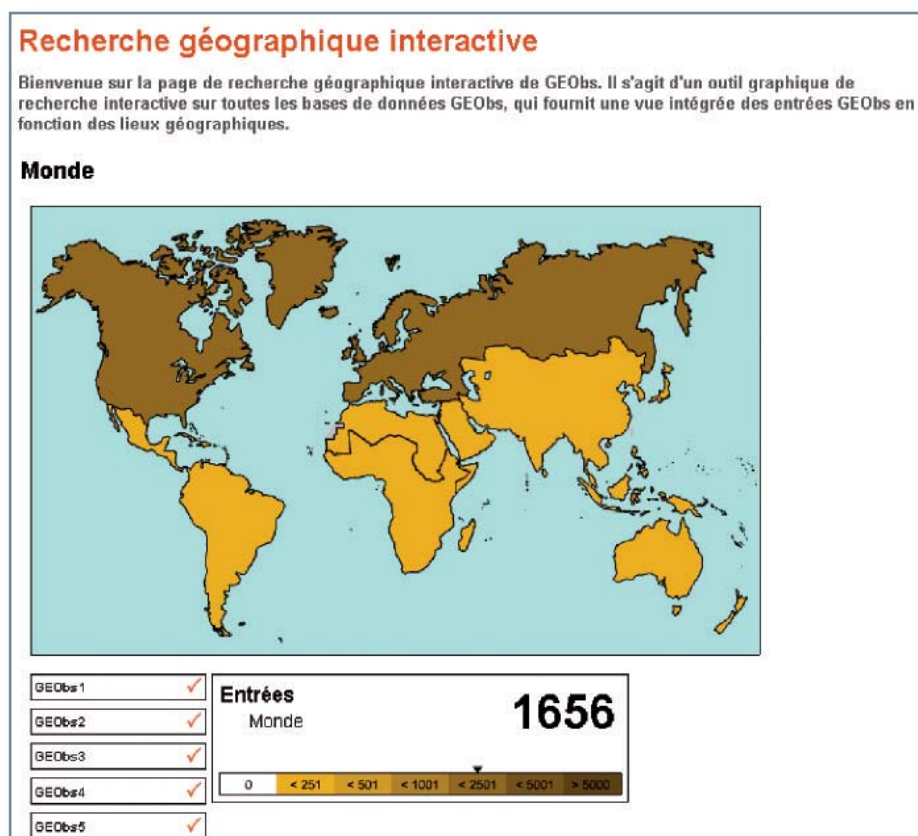 Recherche géographique interactive
Bienvenue sur la page de recherche géographique interactive de GEObs. Il s'agit d'un outil graphique de
recherche interactive sur toutes les bases de données GEObs, qui fournit une vue intégrée des entrées GEObs en
fonction des lieux géographiques.
Monde
GEObs1 ✓
GEObs2 ✓
GEObs3 ✓
GEObs4 ✓
GEObs5 ✓
Entrées
Monde
1656
0 < 251 < 501 < 1001 < 2501 < 5001 > 5000